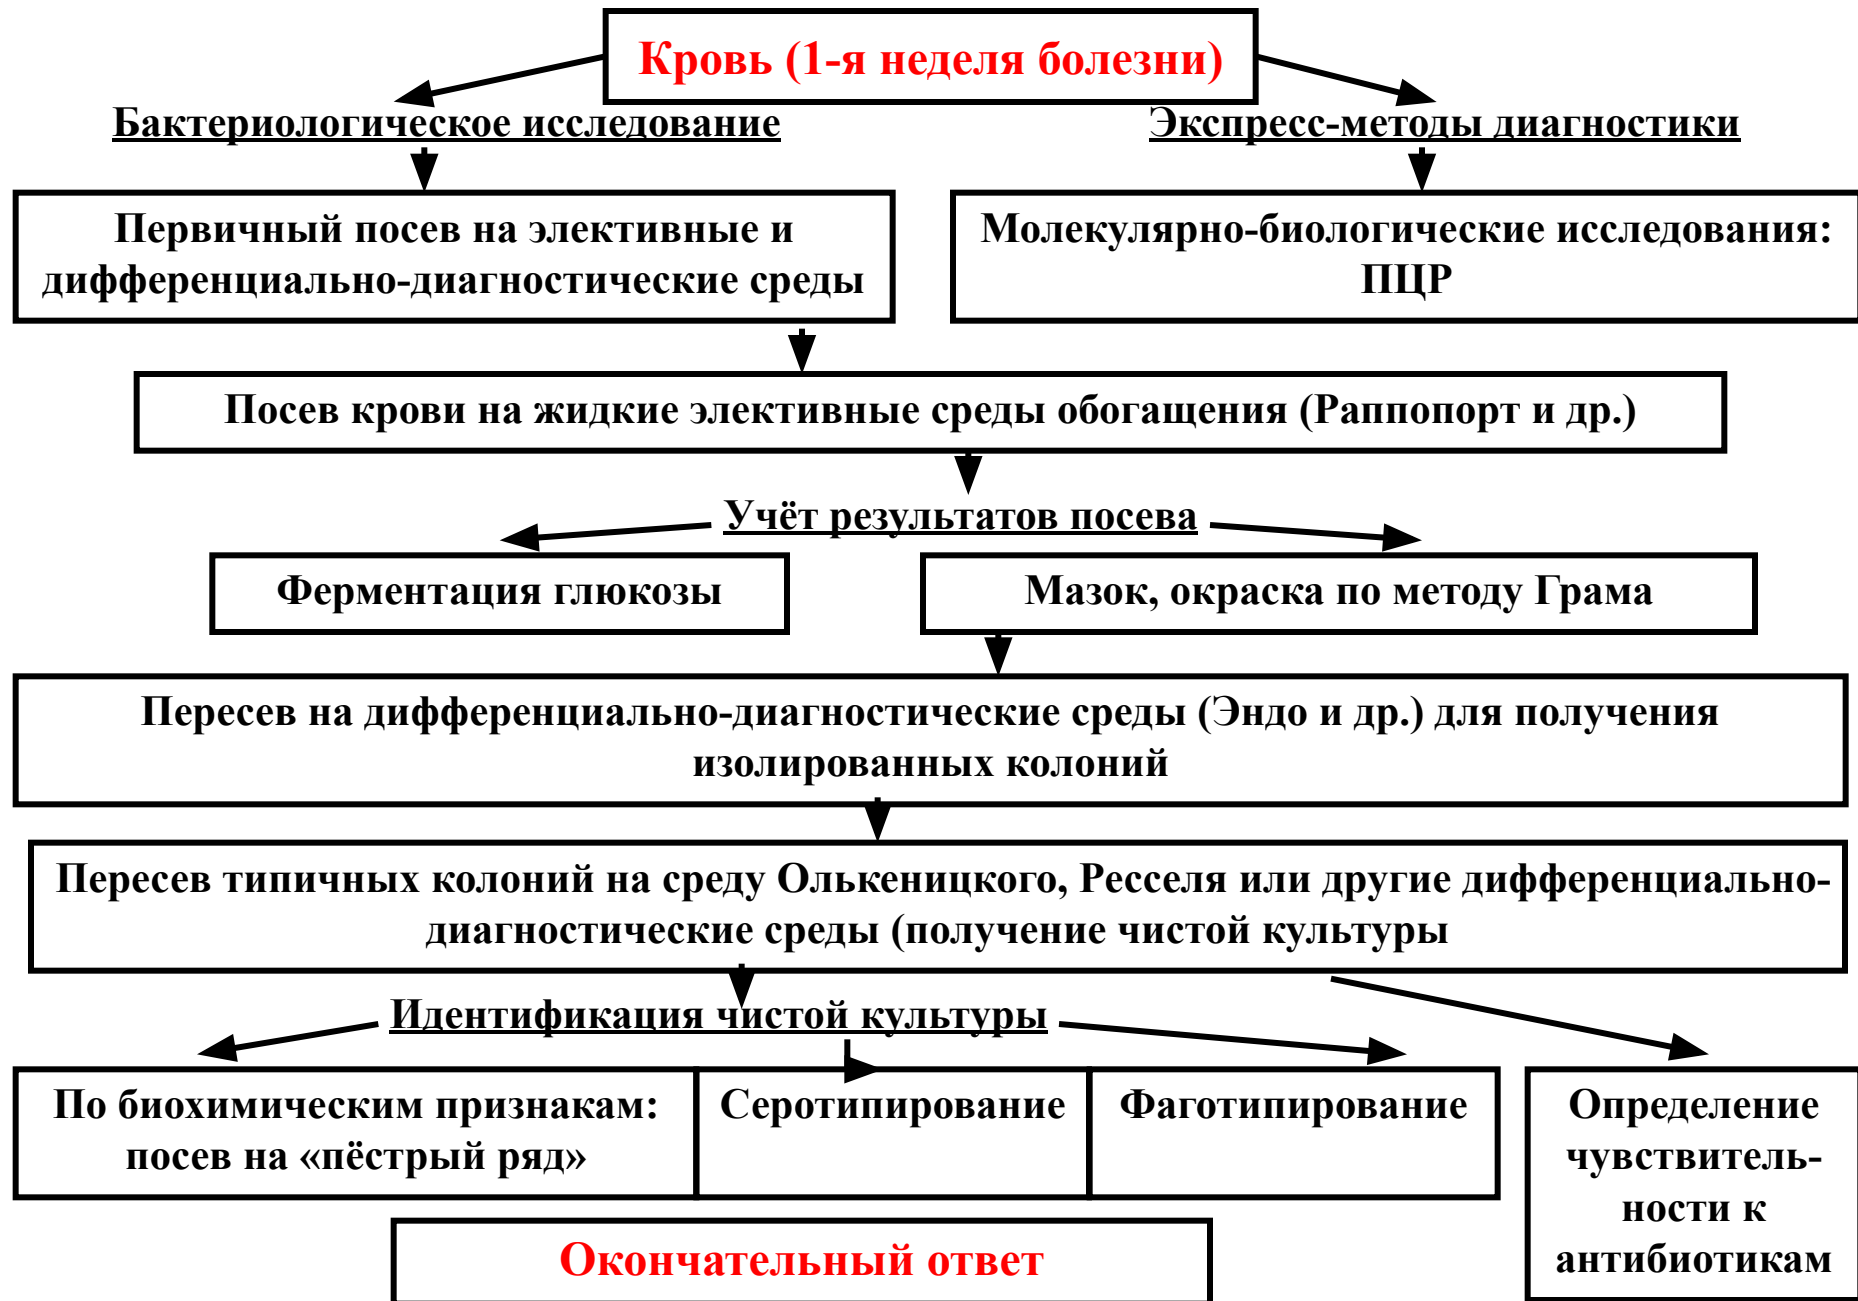 Кровь (1-я неделя болезни)
Бактериологическое исследование
Экспресс-методы диагностики
Первичный посев на элективные и
дифференциально-диагностические среды
Молекулярно-биологические исследования:
ПЦР
Посев крови на жидкие элективные среды обогащения (Раппопорт и др.)
Учёт результатов посева
Ферментация глюкозы
Мазок, окраска по методу Грама
Пересев на дифференциально-диагностические среды (Эндо и др.) для получения
изолированных колоний
Пересев типичных колоний на среду Олькеницкого, Ресселя или другие дифференциально-
диагностические среды (получение чистой культуры
Идентификация чистой культуры
По биохимическим признакам:
посев на «пёстрый ряд»
Серотипирование
Фаготипирование
Определение
чувствитель-
ности к
антибиотикам
Окончательный ответ